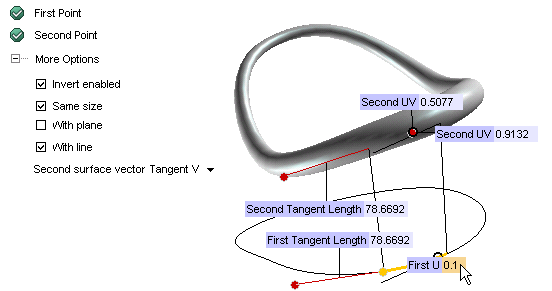 First Point
Second Point
More Options
Invert enabled
Same size
With plane
With line
Second surface vector Tangent V
Second UV 0.5077
Second UV 0.9132
Second Tangent Length 78.6692
First Tangent Length 78.6692
First U 0.1